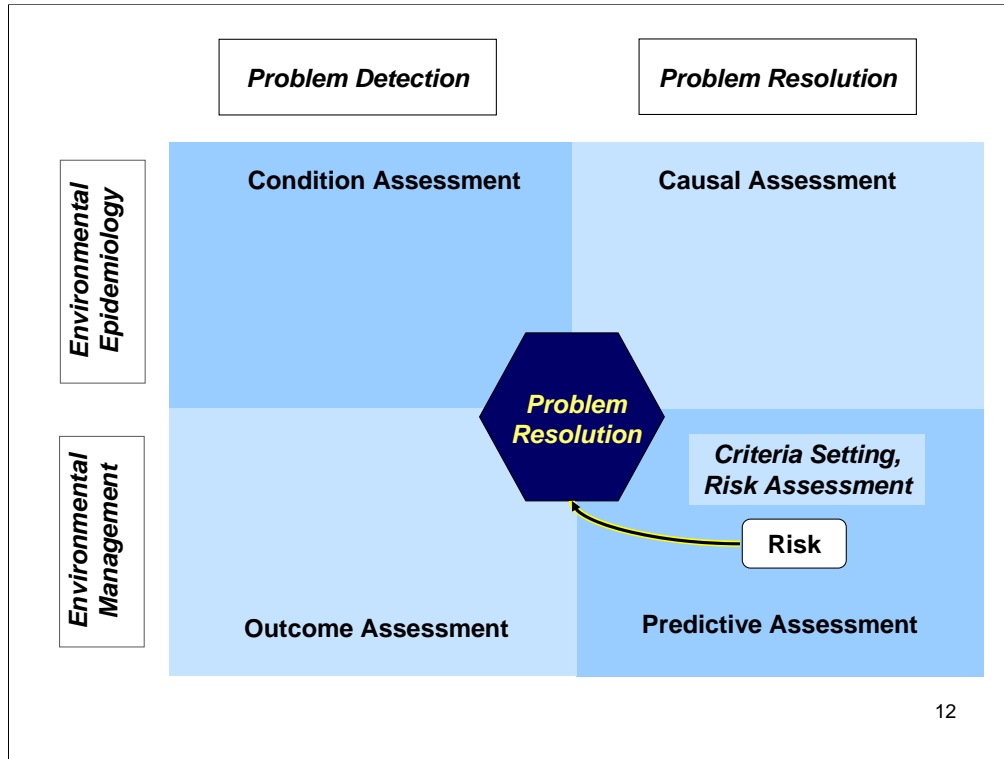 Problem Detection
Problem Resolution
Environmental
Epidemiology
Condition Assessment
Causal Assessment
Problem
Resolution
Environmental
Management
Criteria Setting,
Risk Assessment
Risk
Outcome Assessment
Predictive Assessment
12